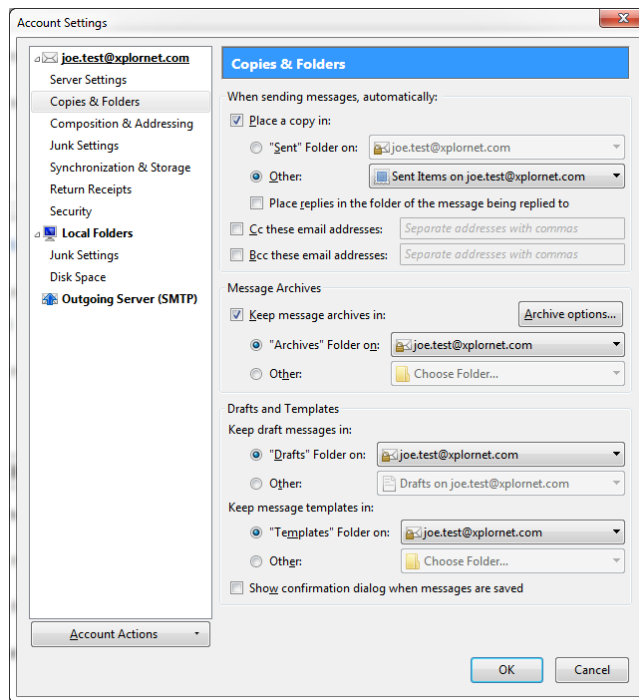 Account Settings
joe.test@xplornet.com
Server Settings
Copies & Folders
Composition & Addressing
Junk Settings
Synchronization & Storage
Return Receipts
Security
Local Folders
Junk Settings
Disk Space
Outgoing Server (SMTP)
Account Actions
Copies & Folders
When sending messages, automatically:
Place a copy in:
"Sent" Folder on: joe.test@xplornet.com
Other: Sent Items on joe.test@xplornet.com
Place replies in the folder of the message being replied to
Cc these email addresses: Separate addresses with commas
Bcc these email addresses: Separate addresses with commas
Message Archives
Keep message archives in: Archive options...
"Archives" Folder on: joe.test@xplornet.com
Other: Choose Folder...
Drafts and Templates
Keep draft messages in:
"Drafts" Folder on: joe.test@xplornet.com
Other: Drafts on joe.test@xplornet.com
Keep message templates in:
"Templates" Folder on: joe.test@xplornet.com
Other: Choose Folder...
Show confirmation dialog when messages are saved
OK Cancel